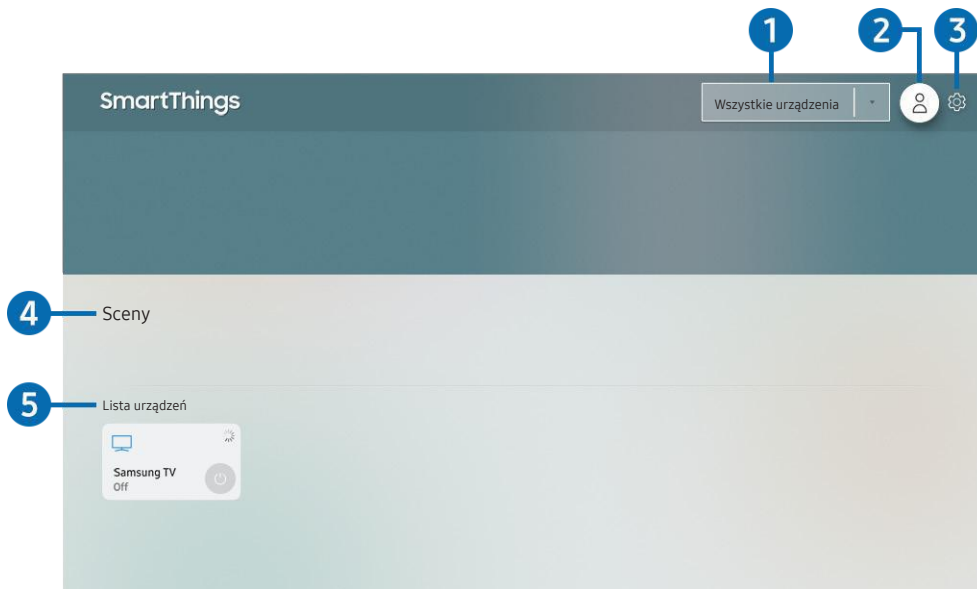 1
2
3
SmartThings
Wszystkie urządzenia
4
Sceny
5
Lista urządzeń
Samsung TV
Off